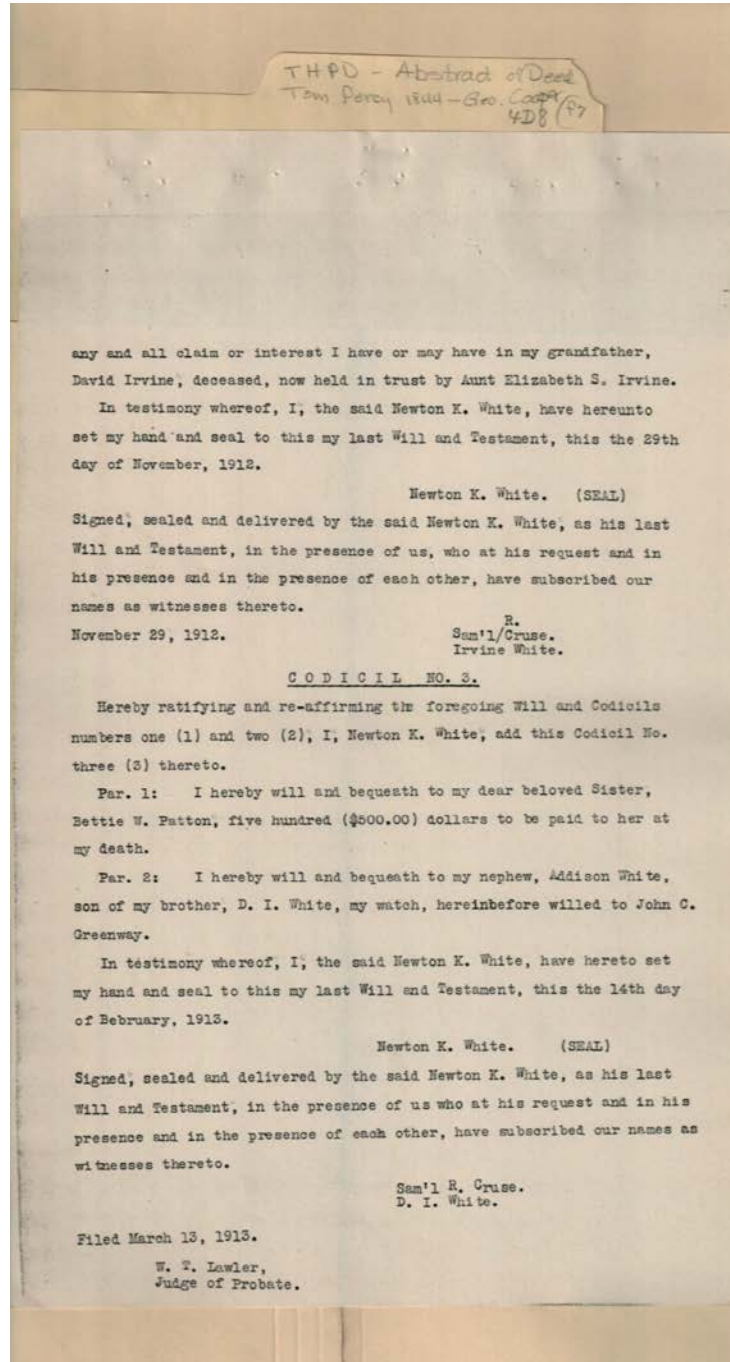 THPD - Abstract of Deed
Tom Percy 1844 - Geo. Cooper
4D8 (F7
any and all claim or interest I have or may have in my grandfather,
David Irvine, deceased, now held in trust by Aunt Elizabeth S. Irvine.
In testimony whereof, I, the said Newton K. White, have hereunto
set my hand and seal to this my last Will and Testament, this the 29th
day of November, 1912.
Newton K. White. (SEAL)
Signed, sealed and delivered by the said Newton K. White, as his last
Will and Testament, in the presence of us, who at his request and in
his presence and in the presence of each other, have subscribed our
names as witnesses thereto.
R.
November 29, 1912. Sam'l/Cruse.
Irvine White.
CODICIL NO. 3.
Hereby ratifying and re-affirming the foregoing Will and Codicils
numbers one (1) and two (2), I, Newton K. White, add this Codicil No.
three (3) thereto.
Par. 1: I hereby will and bequeath to my dear beloved Sister,
Bettie W. Patton, five hundred ($500.00) dollars to be paid to her at
my death.
Par. 2: I hereby will and bequeath to my nephew, Addison White,
son of my brother, D. I. White, my watch, hereinbefore willed to John C.
Greenway.
In testimony whereof, I, the said Newton K. White, have hereto set
my hand and seal to this my last Will and Testament, this the 14th day
of Bebruary, 1913.
Newton K. White. (SEAL)
Signed, sealed and delivered by the said Newton K. White, as his last
Will and Testament, in the presence of us who at his request and in his
presence and in the presence of each other, have subscribed our names as
witnesses thereto.
Sam'l R. Cruse.
D. I. White.
Filed March 13, 1913.
W. T. Lawler,
Judge of Probate.